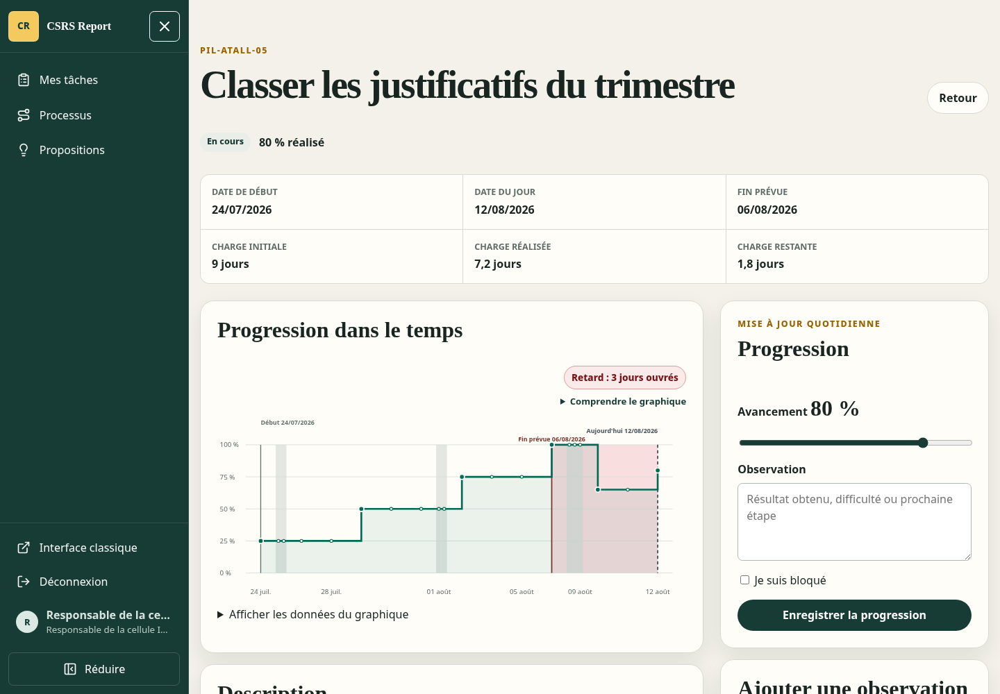 CR
CSRS Report
Mes tâches
Processus
Propositions
Interface classique
Déconnexion
R
Responsable de la ce...
Responsable de la cellule I...
Réduire
PIL-ATALL-05
Classer les justificatifs du trimestre
Retour
En cours
80 % réalisé
DATE DE DÉBUT
24/07/2026
DATE DU JOUR
12/08/2026
FIN PRÉVUE
06/08/2026
CHARGE INITIALE
9 jours
CHARGE RÉALISÉE
7,2 jours
CHARGE RESTANTE
1,8 jours
Progression dans le temps
Retard : 3 jours ouvrés
Comprendre le graphique
Début 24/07/2026
Aujourd'hui 12/08/2026
Fin prévue 06/08/2026
100 %
75 %
50 %
25 %
0 %
24 juil.
28 juil.
01 août
05 août
09 août
12 août
Afficher les données du graphique
Description
MISE À JOUR QUOTIDIENNE
Progression
Avancement 80 %
Observation
Résultat obtenu, difficulté ou prochaine
étape
Je suis bloqué
Enregistrer la progression
Ajouter une observation